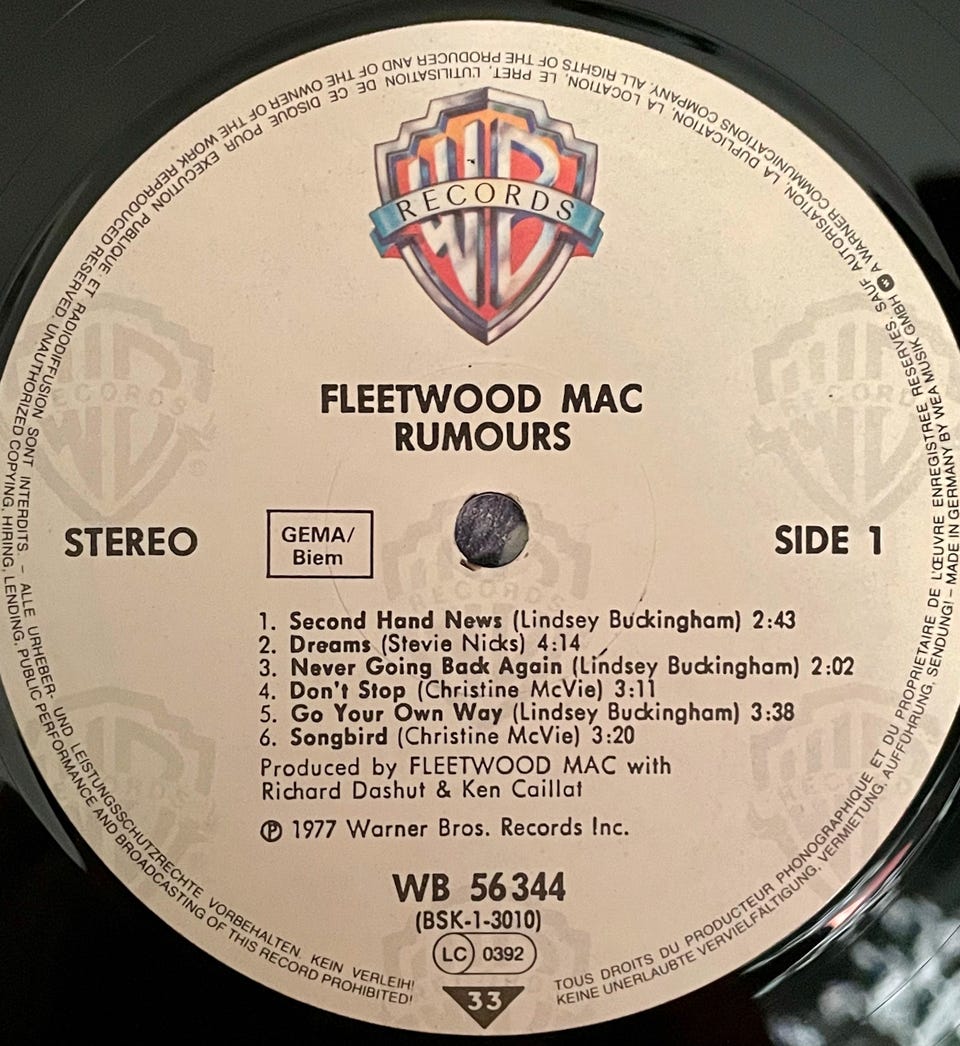 RECORDS
FLEETWOOD MAC
RUMOURS
STEREO
GEMA/
Biem
SIDE 1
1. Second Hand News (Lindsey Buckingham) 2:43
2. Dreams (Stevie Nicks) 4:14
3. Never Going Back Again (Lindsey Buckingham) 2:02
4. Don't Stop (Christine McVie) 3:11
5. Go Your Own Way (Lindsey Buckingham) 3:38
6. Songbird (Christine McVie) 3:20
Produced by FLEETWOOD MAC with
Richard Dashut & Ken Caillat
Ⓟ 1977 Warner Bros. Records Inc.
WB 56 344
(BSK-1-3010)
LC 0392
33
TOUS DROITS DU PRODUCTEUR PHONOGRAPHIQUE ET DU PROPRIETAIRE DE L'ŒUVRE ENREGISTREE RESERVES. SAUF AUTORISATION, LA DUPLICATION, LA LOCATION, LE PRET, L'UTILISATION DE CE DISQUE POUR EXECUTION PUBLIQUE ET RADIODIFFUSION SONT INTERDITS. – ALLE URHEBER- UND LEISTUNGSSCHUTZRECHTE VORBEHALTEN. KEIN VERLEIH!
KEINE UNERLAUBTE VERVIELFÄLTIGUNG, VERMIETUNG, AUFFÜHRUNG, SENDUNG! – MADE IN GERMANY BY WEA MUSIK GMBH A WARNER COMMUNICATIONS COMPANY. ALL RIGHTS OF THE PRODUCER AND OF THE OWNER OF THE WORK REPRODUCED RESERVED. UNAUTHORIZED COPYING, HIRING, LENDING, PUBLIC PERFORMANCE AND BROADCASTING OF THIS RECORD PROHIBITED!